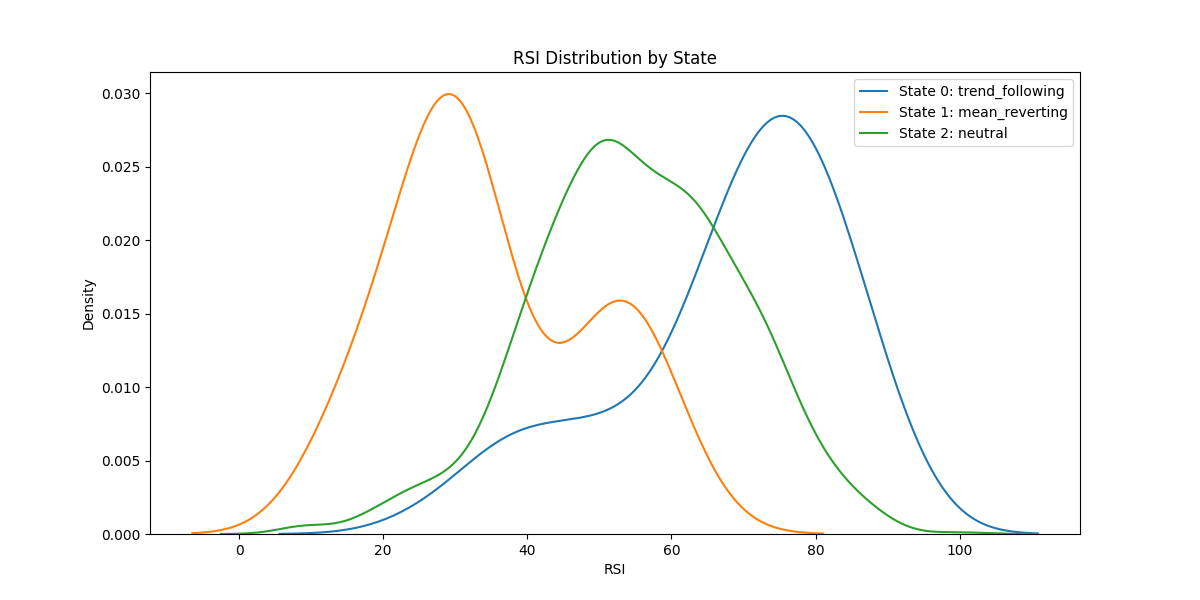 RSI Distribution by State
State 0: trend_following
State 1: mean_reverting
State 2: neutral
Density
0.030
0.025
0.020
0.015
0.010
0.005
0.000
0 20 40 60 80 100
RSI